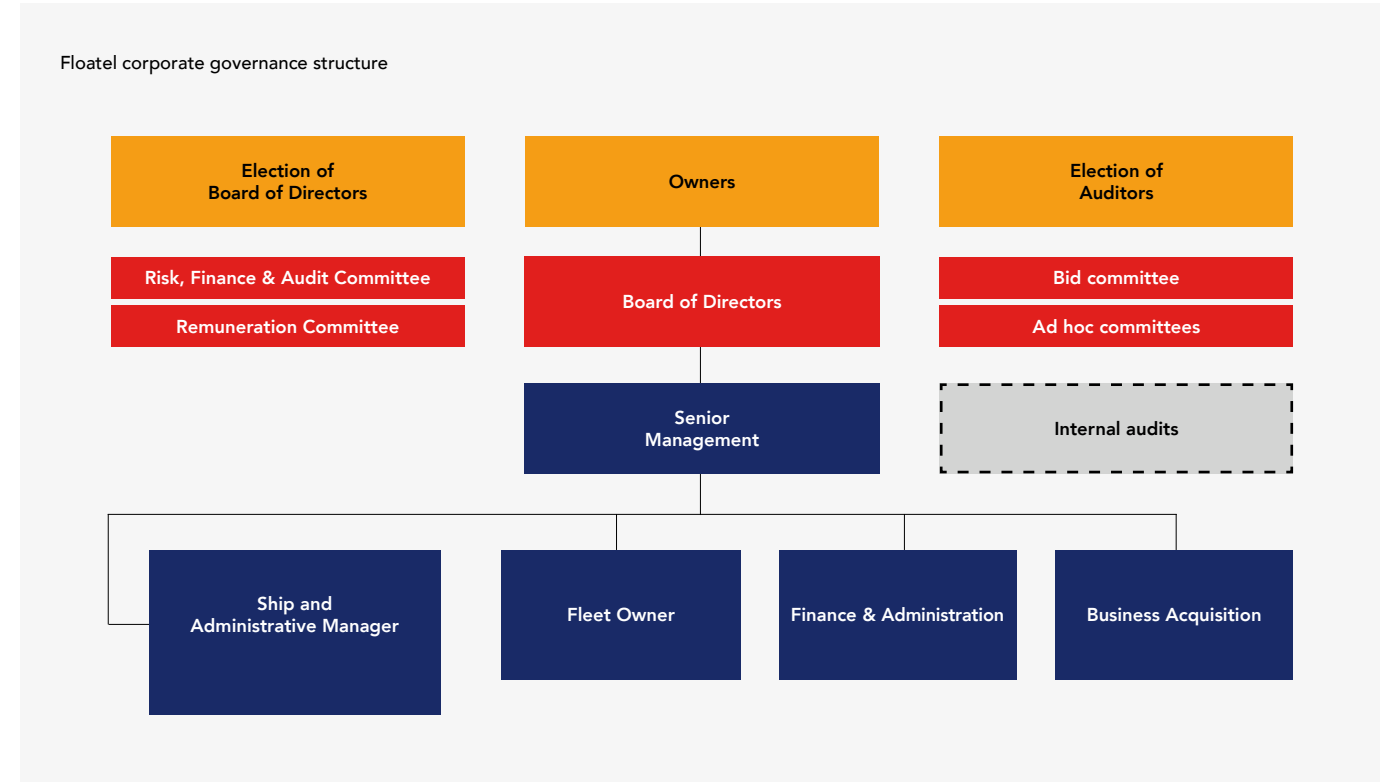 Floatel corporate governance structure
Election of
Board of Directors
Owners
Election of
Auditors
Risk, Finance & Audit Committee
Remuneration Committee
Board of Directors
Bid committee
Ad hoc committees
Senior
Management
Internal audits
Ship and
Administrative Manager
Fleet Owner
Finance & Administration
Business Acquisition